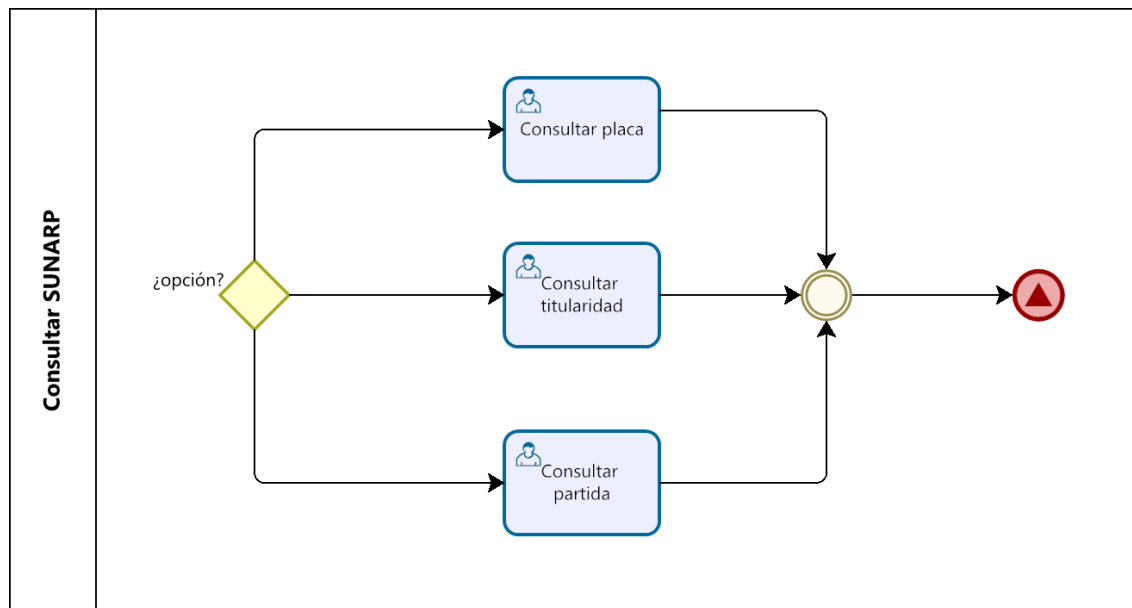 Consultar SUNARP
¿opción?
Consultar placa
Consultar
titularidad
Consultar
partida